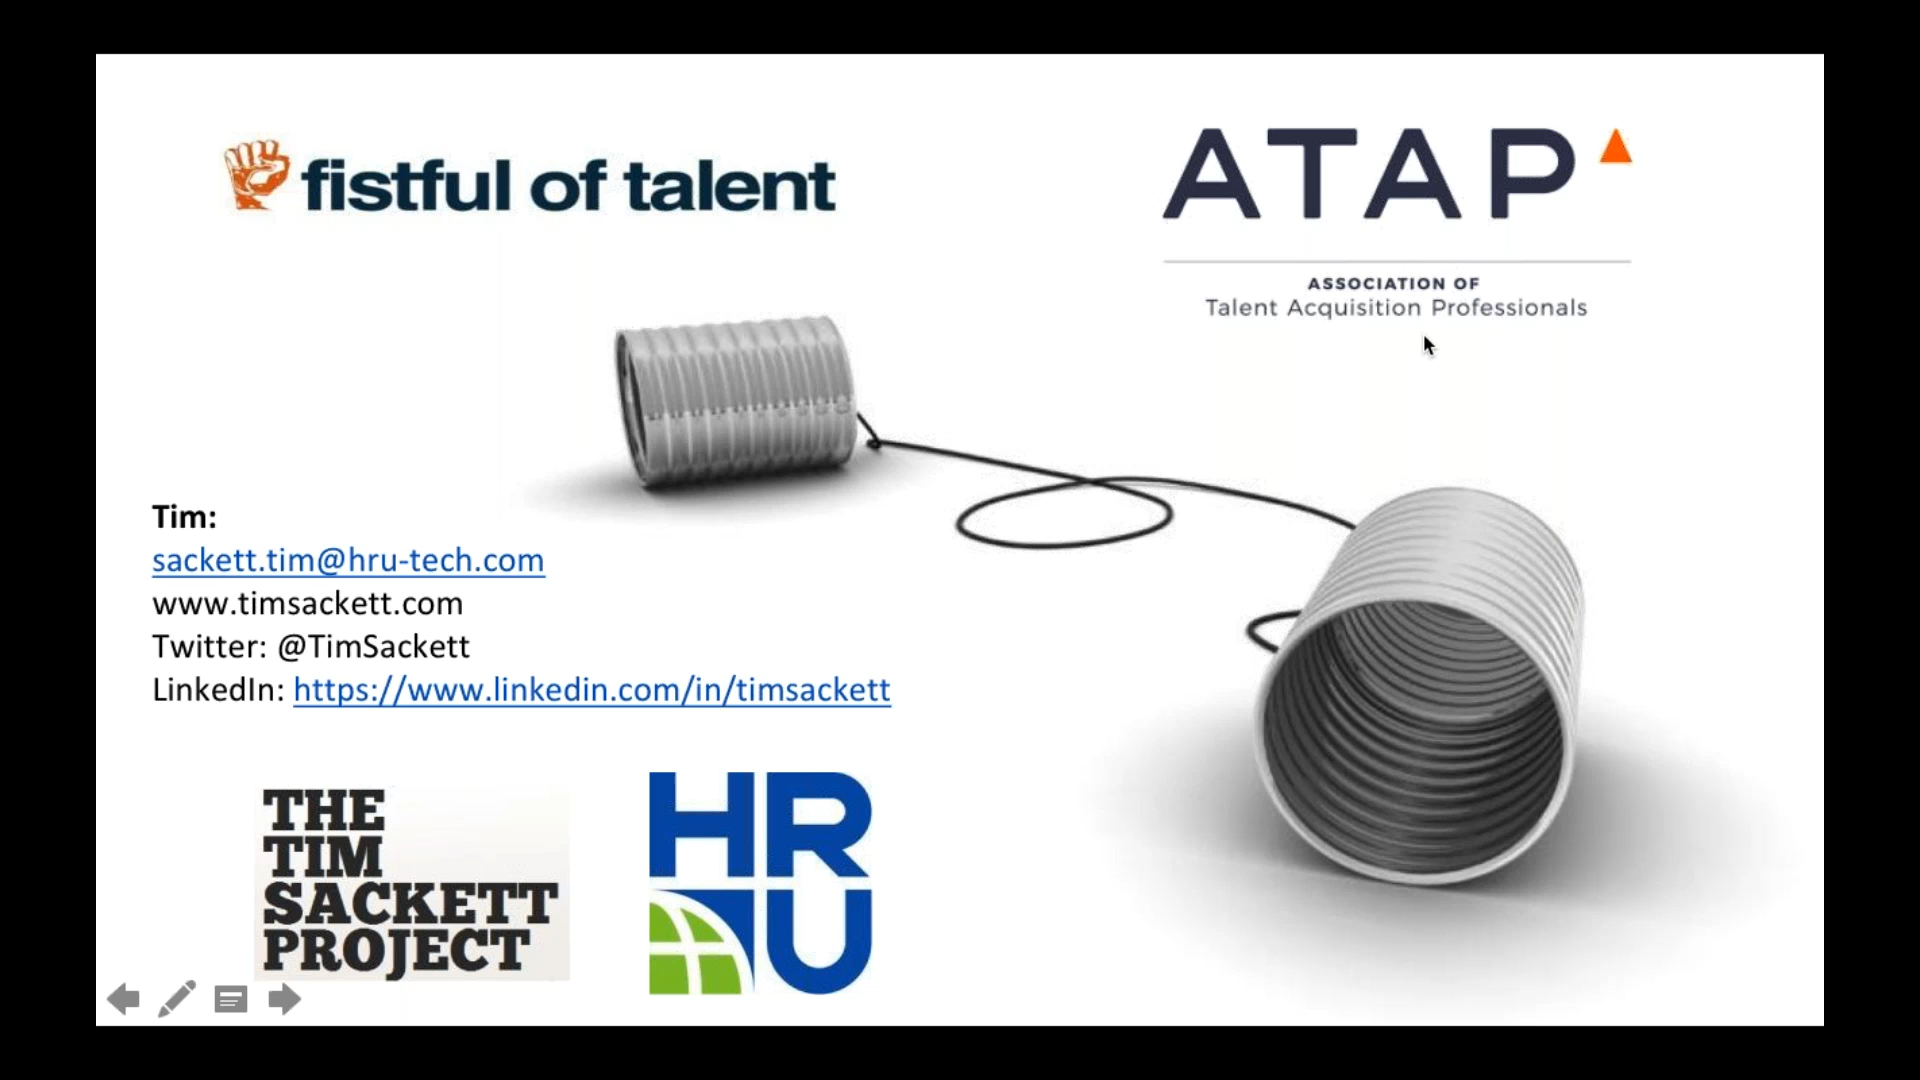 fistful of talent
ATAP
ASSOCIATION OF
Talent Acquisition Professionals
Tim:
sackett.tim@hru-tech.com
www.timsackett.com
Twitter: @TimSackett
LinkedIn: https://www.linkedin.com/in/timsackett
THE
TIM
SACKETT
PROJECT
HR
U